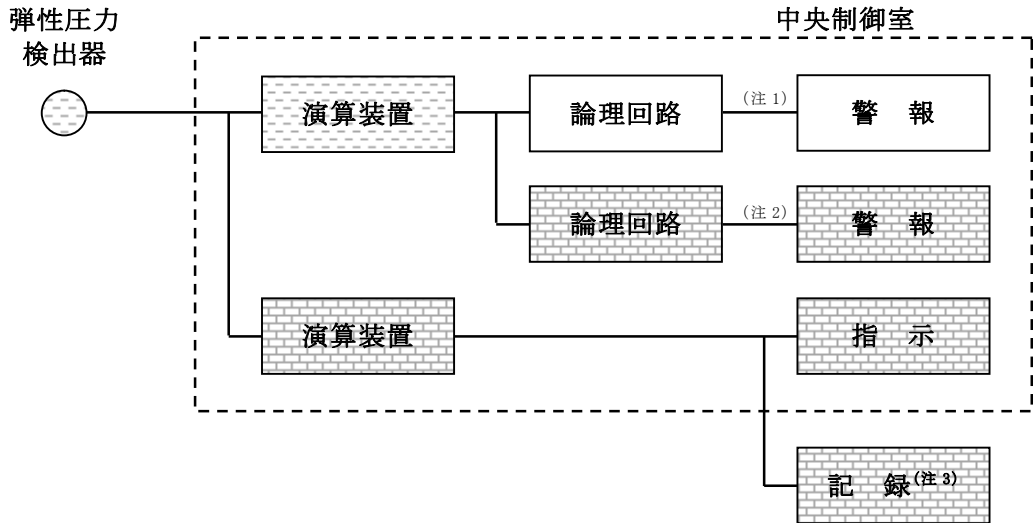 弾性圧力
検出器
中央制御室
演算装置
論理回路
(注1)
警 報
論理回路
(注2)
警 報
演算装置
指 示
記 録(注3)